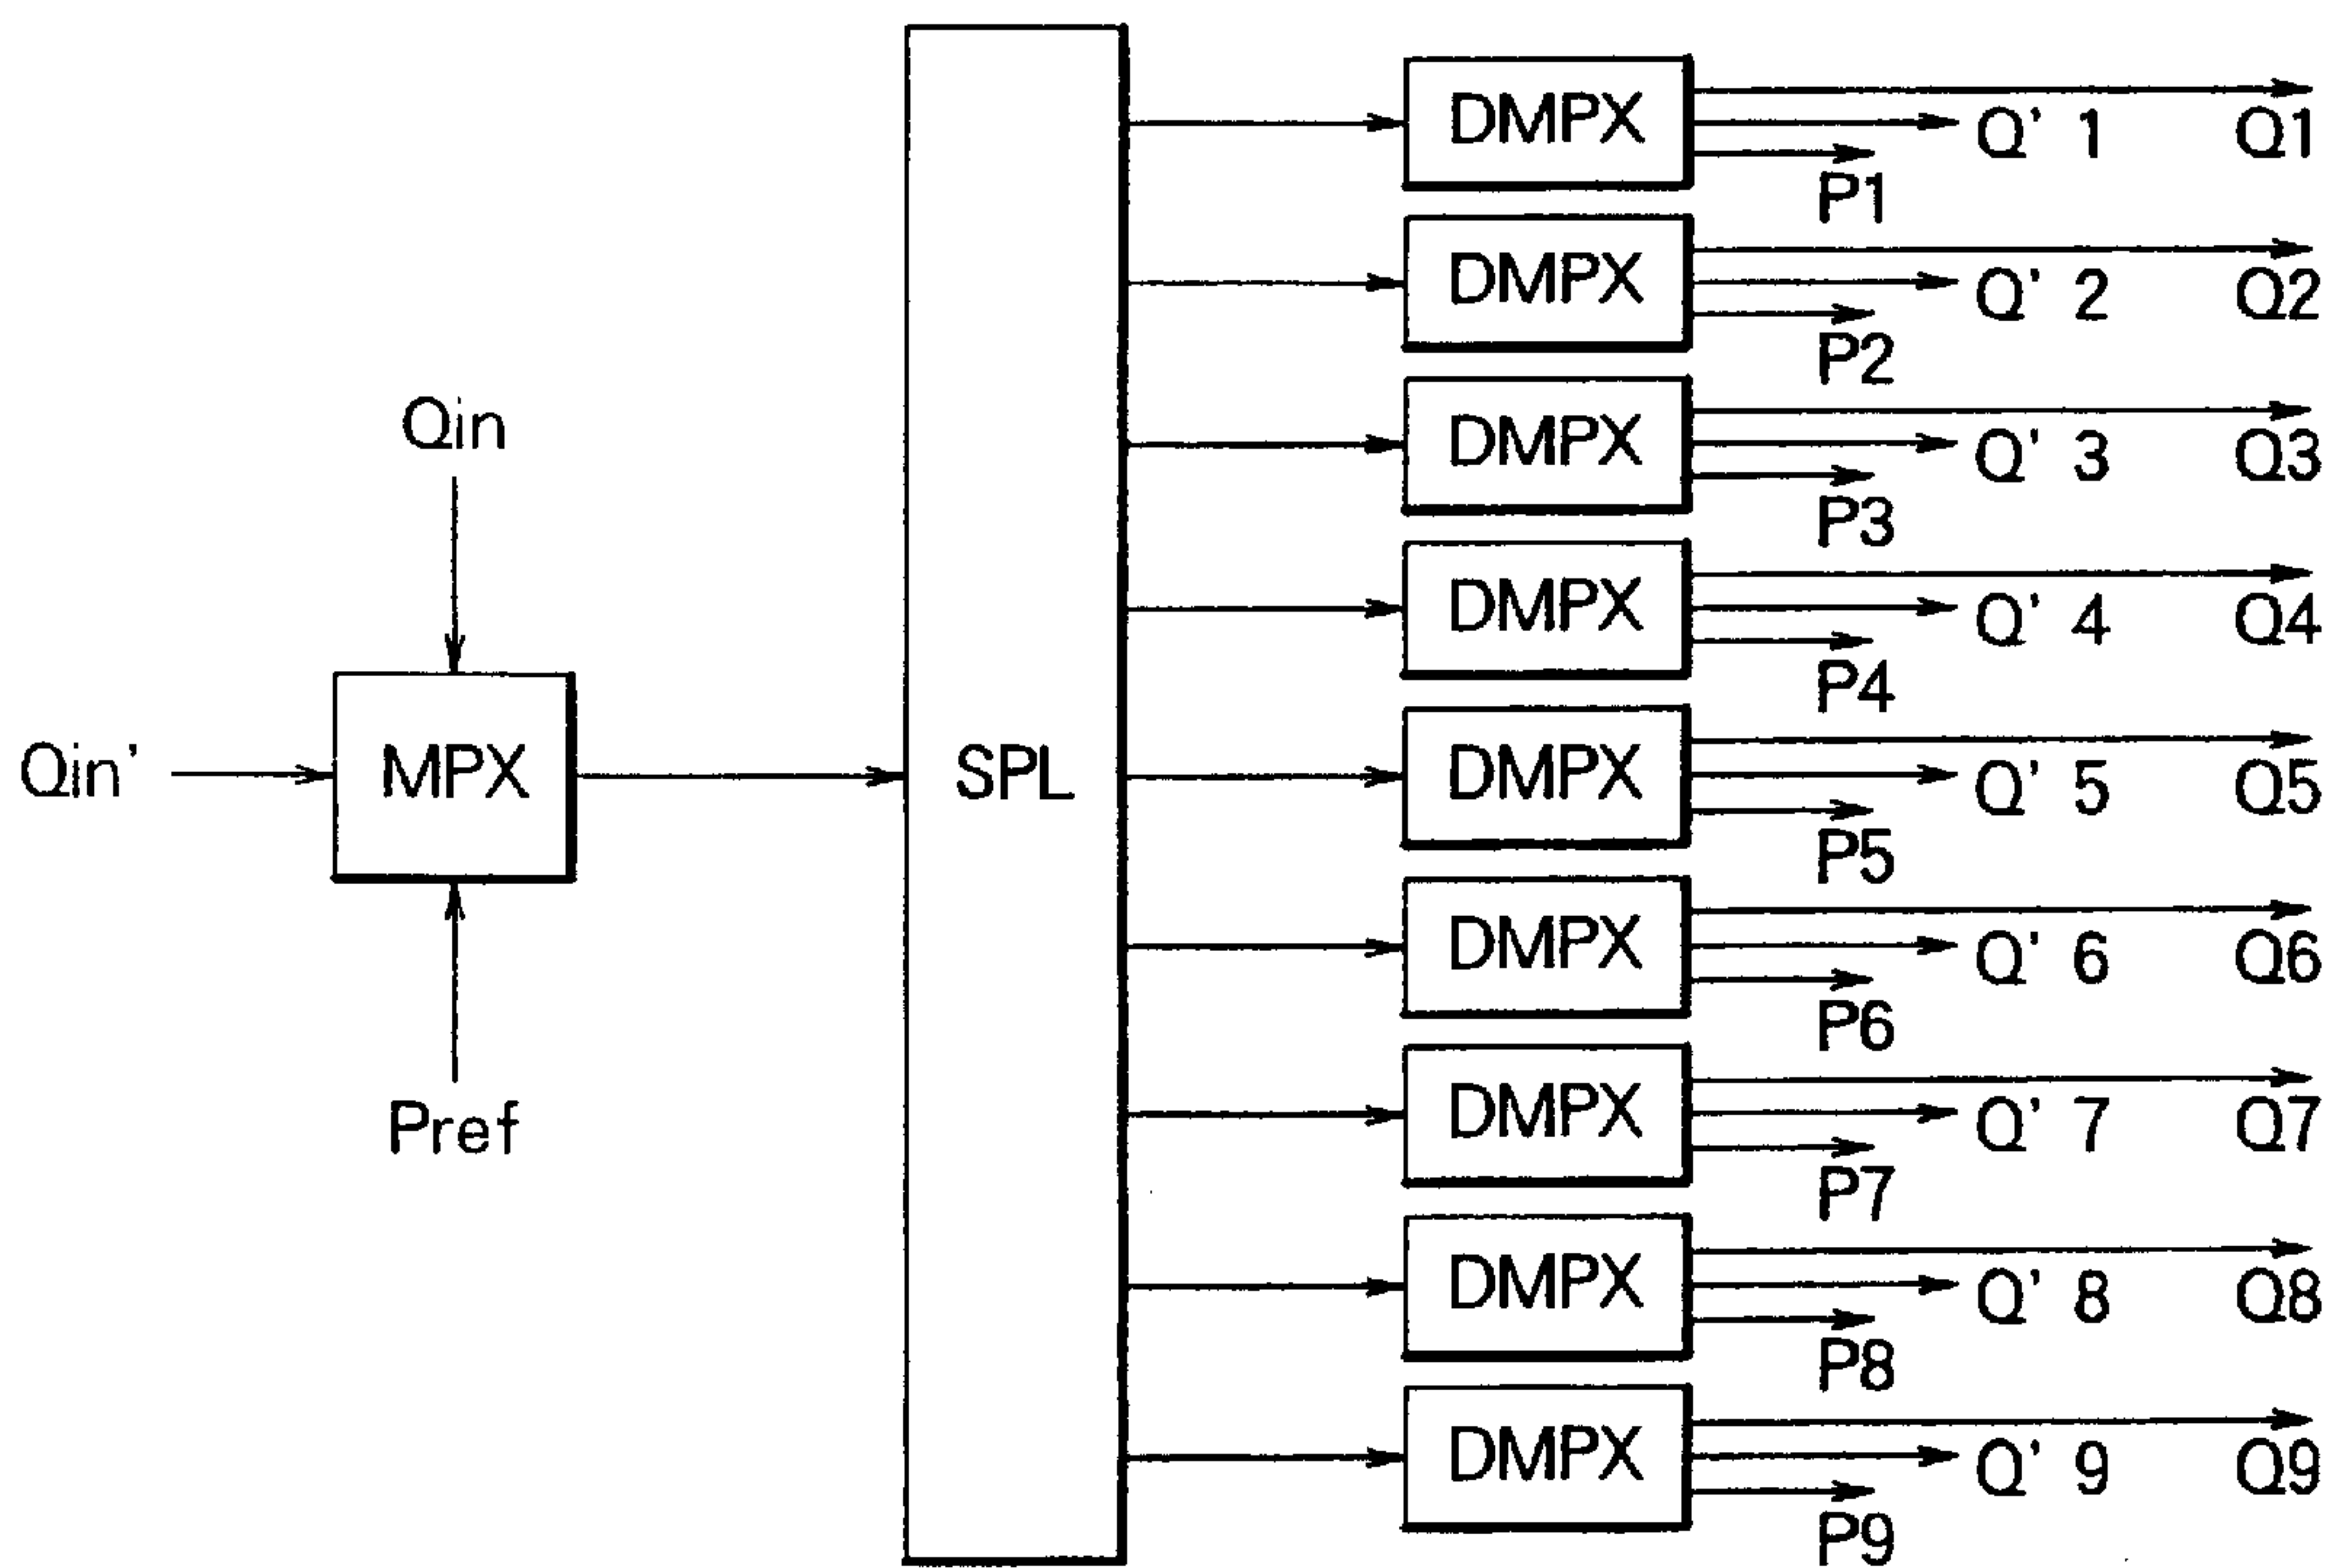 Qin
Qin'
MPX
Pref
SPL
DMPX
Q' 1
Q1
P1
DMPX
Q' 2
Q2
P2
DMPX
Q' 3
Q3
P3
DMPX
Q' 4
Q4
P4
DMPX
Q' 5
Q5
P5
DMPX
Q' 6
Q6
P6
DMPX
Q' 7
Q7
P7
DMPX
Q' 8
Q8
P8
DMPX
Q' 9
Q9
P9